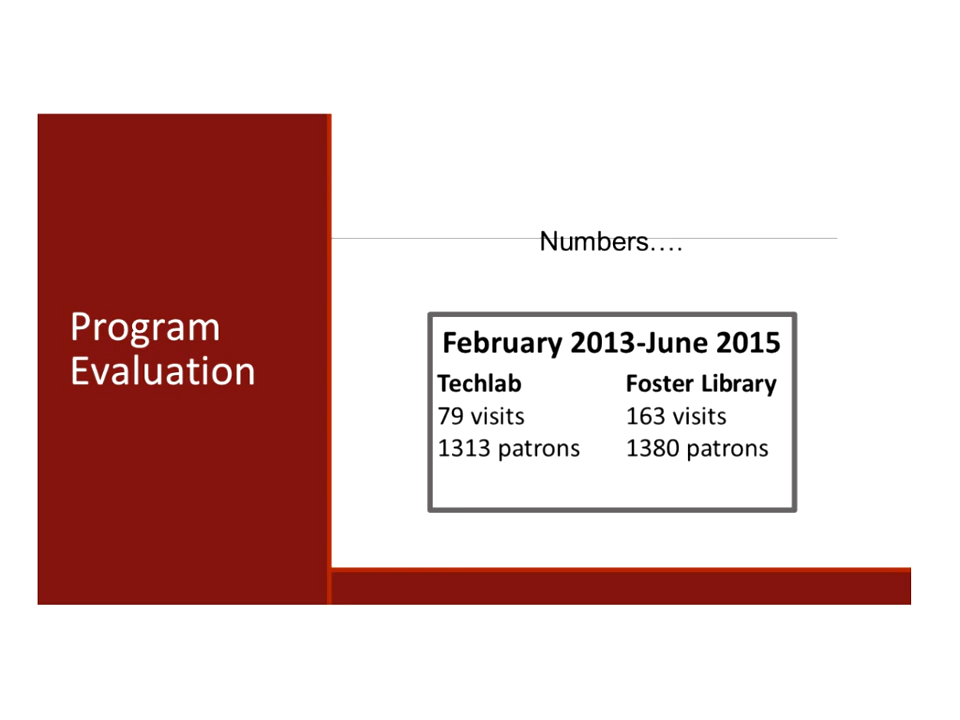 Program
Evaluation
Numbers….
February 2013-June 2015
Techlab Foster Library
79 visits 163 visits
1313 patrons 1380 patrons